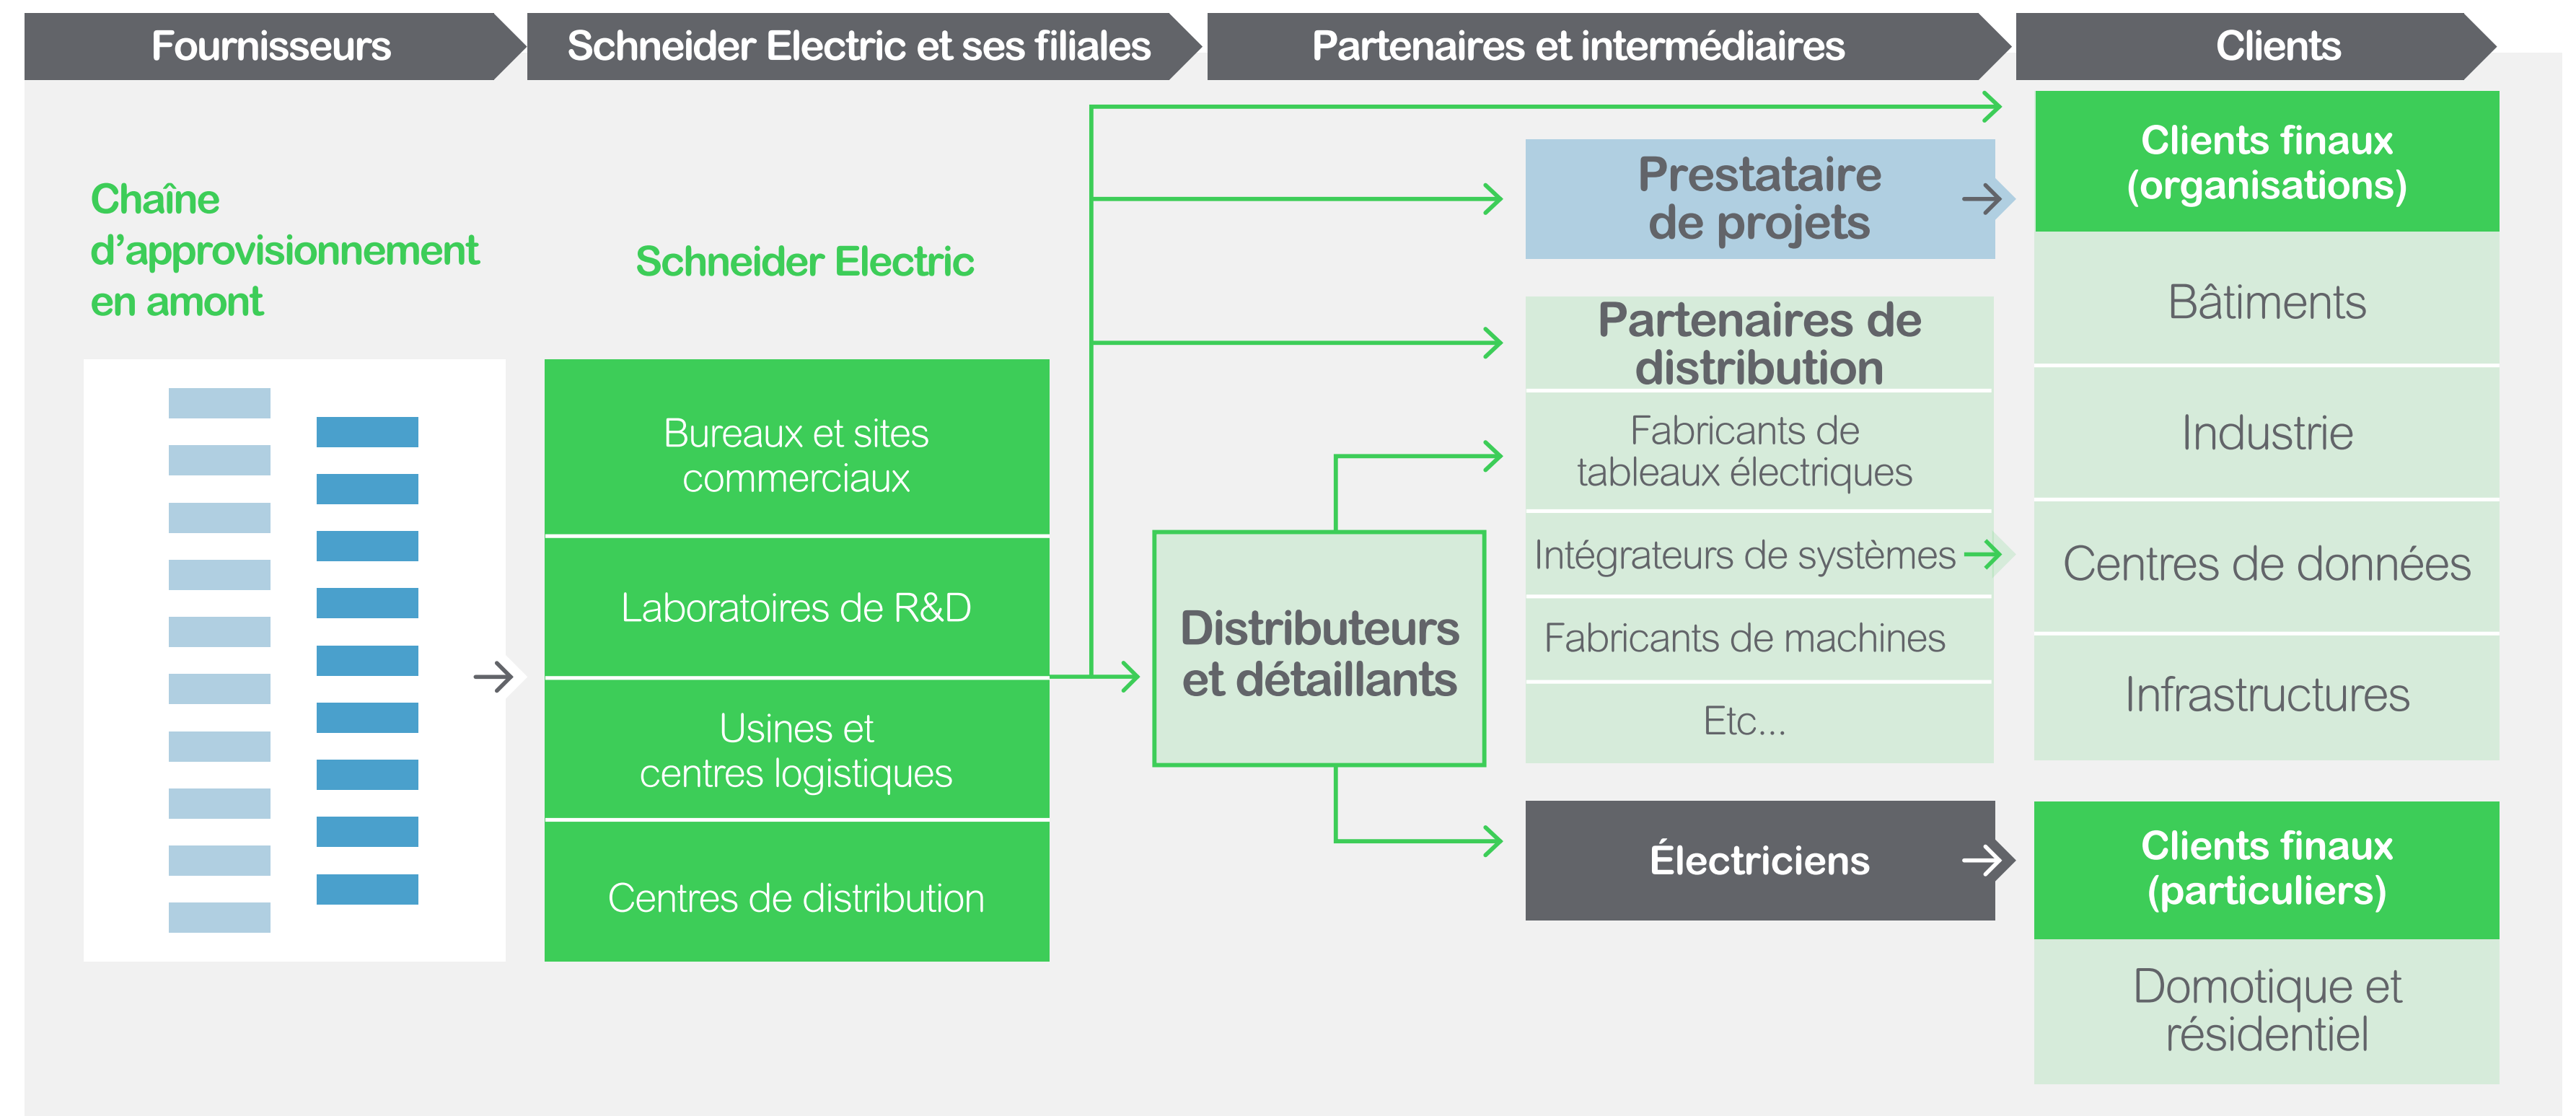 Fournisseurs
Schneider Electric et ses filiales
Partenaires et intermédiaires
Clients
Chaîne
d’approvisionnement
en amont
Schneider Electric
Bureaux et sites
commerciaux
Laboratoires de R&D
Usines et
centres logistiques
Centres de distribution
Distributeurs
et détaillants
Prestataire
de projets
Partenaires de
distribution
Fabricants de
tableaux électriques
Intégrateurs de systèmes
Fabricants de machines
Etc...
Électriciens
Clients finaux
(organisations)
Bâtiments
Industrie
Centres de données
Infrastructures
Clients finaux
(particuliers)
Domotique et
résidentiel